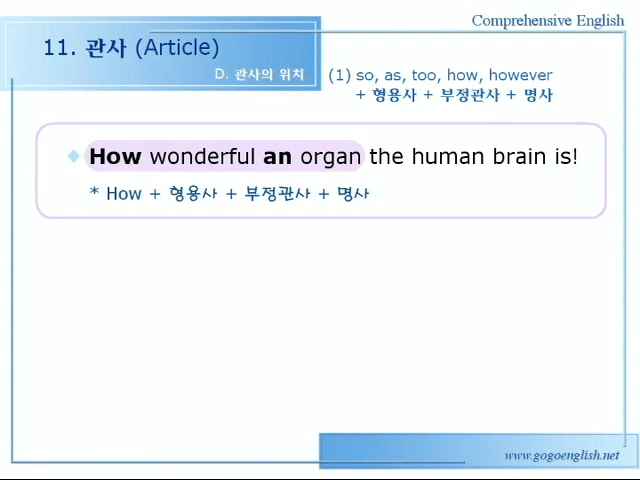 Comprehensive English
11. 관사 (Article)
D. 관사의 위치
(1) so, as, too, how, however
+ 형용사 + 부정관사 + 명사
How wonderful an organ the human brain is!
* How + 형용사 + 부정관사 + 명사
www.gogoenglish.net